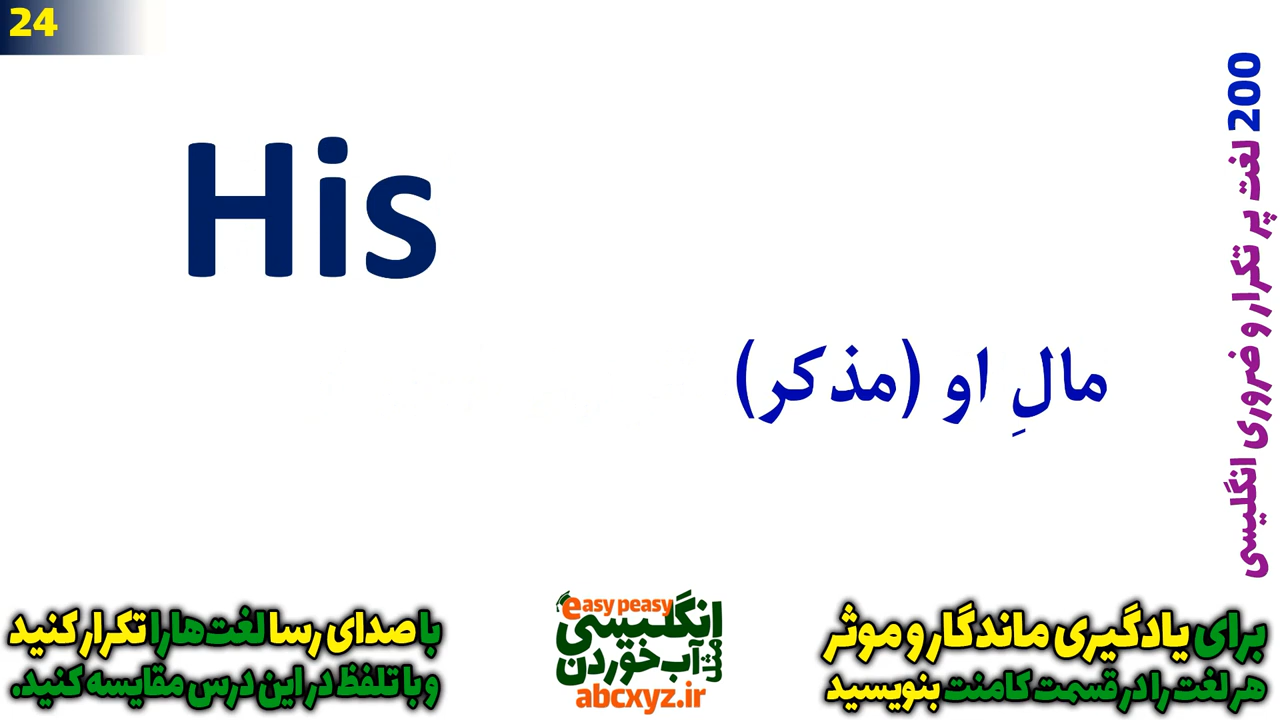 24
His
مالِ او (مذکر)
200 لغت پر تکرار و ضروری انگلیسی
برای یادگیری ماندگار و موثر
هر لغت را در قسمت کامنت بنویسید
easy peasy
انگلیسی
مثل آب خوردن
abcxyz.ir
با صدای رسا لغت‌ها را تکرار کنید
و با تلفظ در این درس مقایسه کنید.